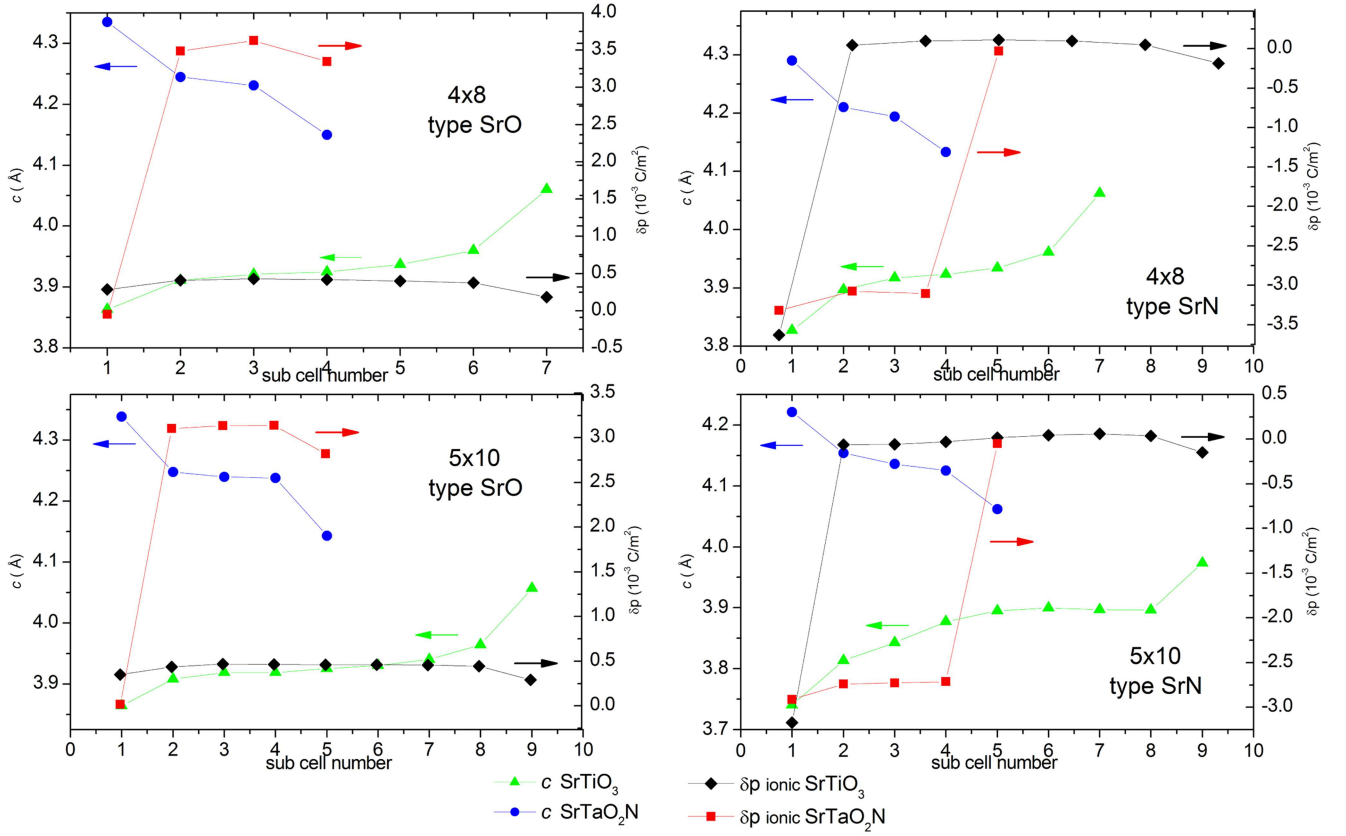 4.3
4.2
4.1
4.0
3.9
3.8
c ( Å)
4x8
type SrO
4.0
3.5
3.0
2.5
2.0
1.5
1.0
0.5
0.0
-0.5
δp (10⁻³ C/m²)
1 2 3 4 5 6 7
sub cell number
4.3
4.2
4.1
4.0
3.9
3.8
c ( Å)
4x8
type SrN
0.0
-0.5
-1.0
-1.5
-2.0
-2.5
-3.0
-3.5
δp (10⁻³ C/m²)
0 1 2 3 4 5 6 7 8 9 10
sub cell number
4.3
4.2
4.1
4.0
3.9
c ( Å)
5x10
type SrO
3.5
3.0
2.5
2.0
1.5
1.0
0.5
0.0
δp (10⁻³ C/m²)
0 1 2 3 4 5 6 7 8 9 10
sub cell number
4.2
4.1
4.0
3.9
3.8
3.7
c ( Å)
5x10
type SrN
0.5
0.0
-0.5
-1.0
-1.5
-2.0
-2.5
-3.0
δp (10⁻³ C/m²)
0 1 2 3 4 5 6 7 8 9 10
sub cell number
c SrTiO₃
c SrTaO₂N
δp ionic SrTiO₃
δp ionic SrTaO₂N